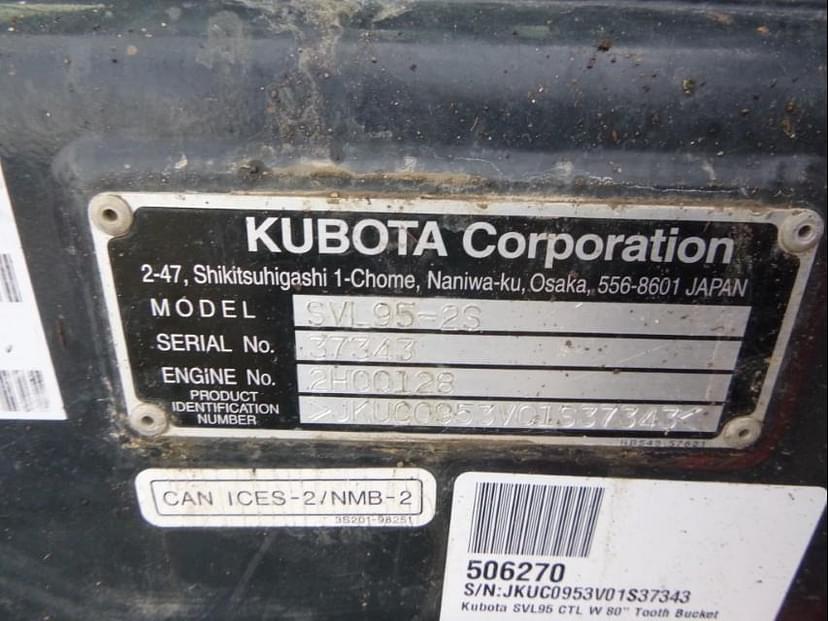 KUBOTA Corporation
2-47, Shikitsuhigashi 1-Chome, Naniwa-ku, Osaka, 556-8601 JAPAN
MODEL SVL95-2S
SERIAL No. 37343
ENGINE No. 2H00128
PRODUCT
IDENTIFICATION
NUMBER >JKUC0953V01S37343<
CAN ICES-2/NMB-2
3S201-98251
506270
S/N:JKUC0953V01S37343
Kubota SVL95 CTL W 80" Tooth Bucket